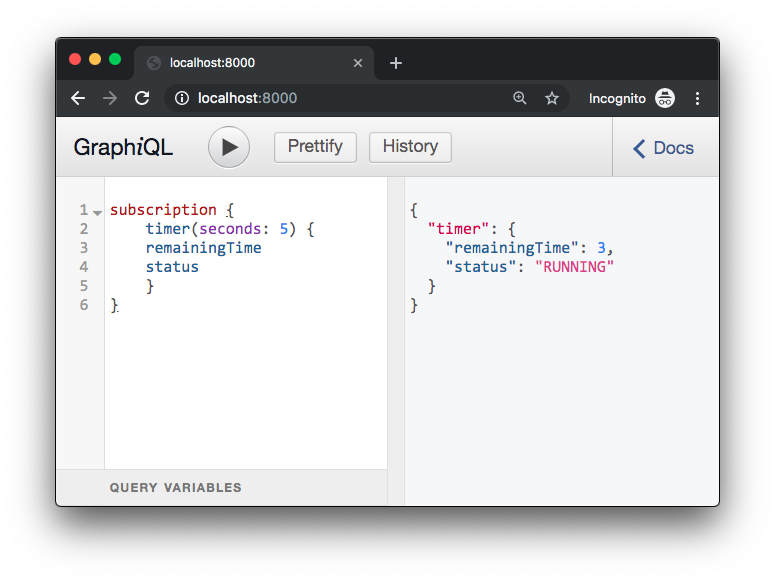 localhost:8000
localhost:8000
Incognito
GraphiQL
Prettify
History
Docs
1 subscription {
2 timer(seconds: 5) {
3 remainingTime
4 status
5 }
6 }
{
"timer": {
"remainingTime": 3,
"status": "RUNNING"
}
}
QUERY VARIABLES